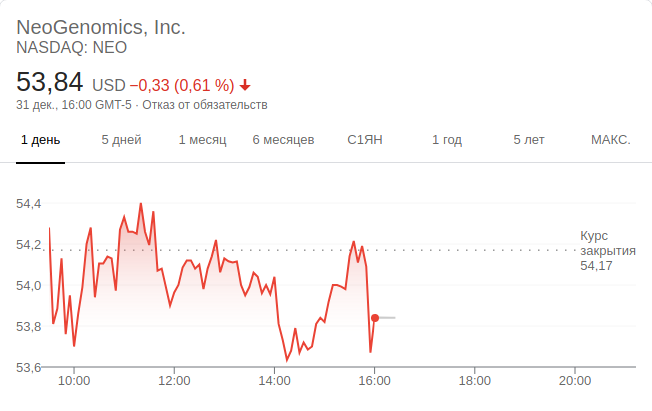 NeoGenomics, Inc.
NASDAQ: NEO
53,84 USD −0,33 (0,61 %)
31 дек., 16:00 GMT-5 · Отказ от обязательств
1 день 5 дней 1 месяц 6 месяцев С1ЯН 1 год 5 лет МАКС.
54,4
54,2
54,0
53,8
53,6
Курс
закрытия
54,17
10:00 12:00 14:00 16:00 18:00 20:00